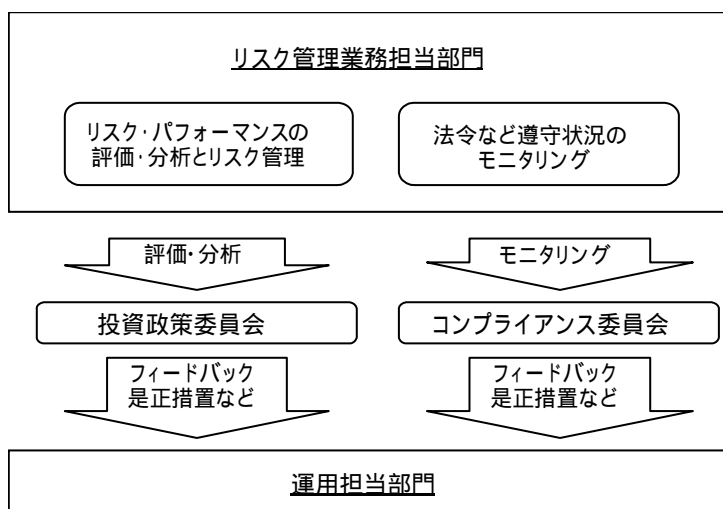 リスク管理業務担当部門
リスク・パフォーマンスの
評価・分析とリスク管理
法令など遵守状況の
モニタリング
評価・分析
モニタリング
投資政策委員会
コンプライアンス委員会
フィードバック
是正措置など
フィードバック
是正措置など
運用担当部門